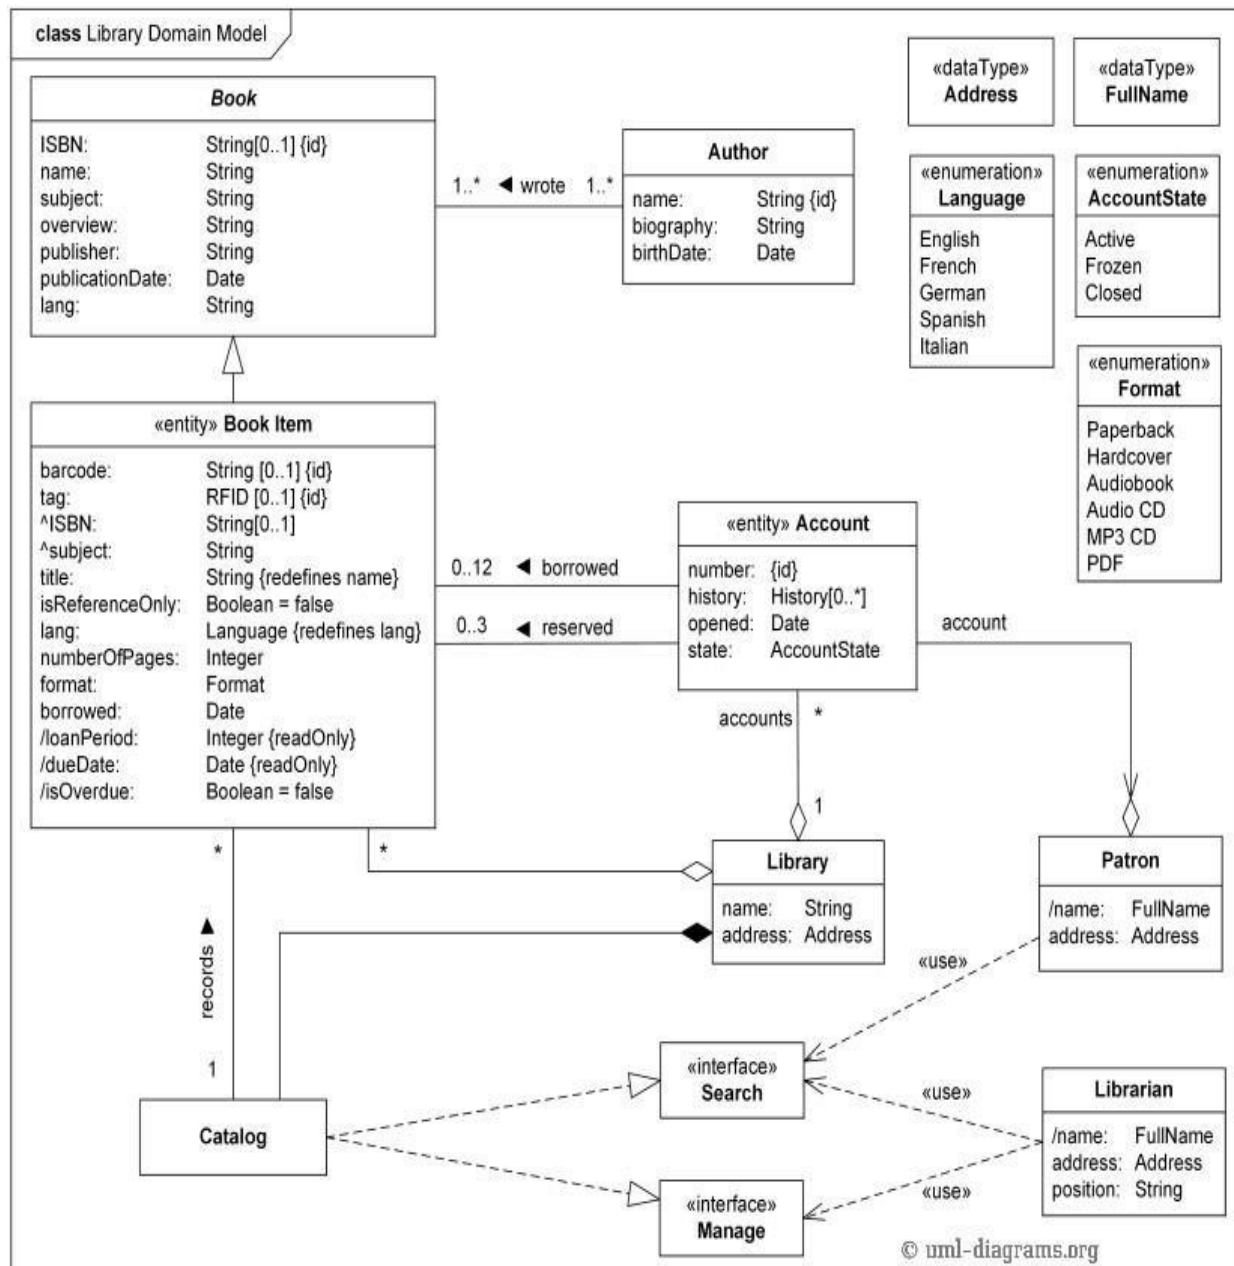 class Library Domain Model
Book
ISBN: String[0..1] {id}
name: String
subject: String
overview: String
publisher: String
publicationDate: Date
lang: String
1..* ◄ wrote 1..*
Author
name: String {id}
biography: String
birthDate: Date
«dataType»
Address
«dataType»
FullName
«enumeration»
Language
English
French
German
Spanish
Italian
«enumeration»
AccountState
Active
Frozen
Closed
«enumeration»
Format
Paperback
Hardcover
Audiobook
Audio CD
MP3 CD
PDF
«entity» Book Item
barcode: String [0..1] {id}
tag: RFID [0..1] {id}
^ISBN: String[0..1]
^subject: String
title: String {redefines name}
isReferenceOnly: Boolean = false
lang: Language {redefines lang}
numberOfPages: Integer
format: Format
borrowed: Date
/loanPeriod: Integer {readOnly}
/dueDate: Date {readOnly}
/isOverdue: Boolean = false
0..12 ◄ borrowed
0..3 ◄ reserved
«entity» Account
number: {id}
history: History[0..*]
opened: Date
state: AccountState
account
accounts *
1
* *
Library
name: String
address: Address
Patron
/name: FullName
address: Address
records ►
1
«use»
Catalog
«interface»
Search
«use»
Librarian
/name: FullName
address: Address
position: String
«use»
«interface»
Manage
© uml-diagrams.org